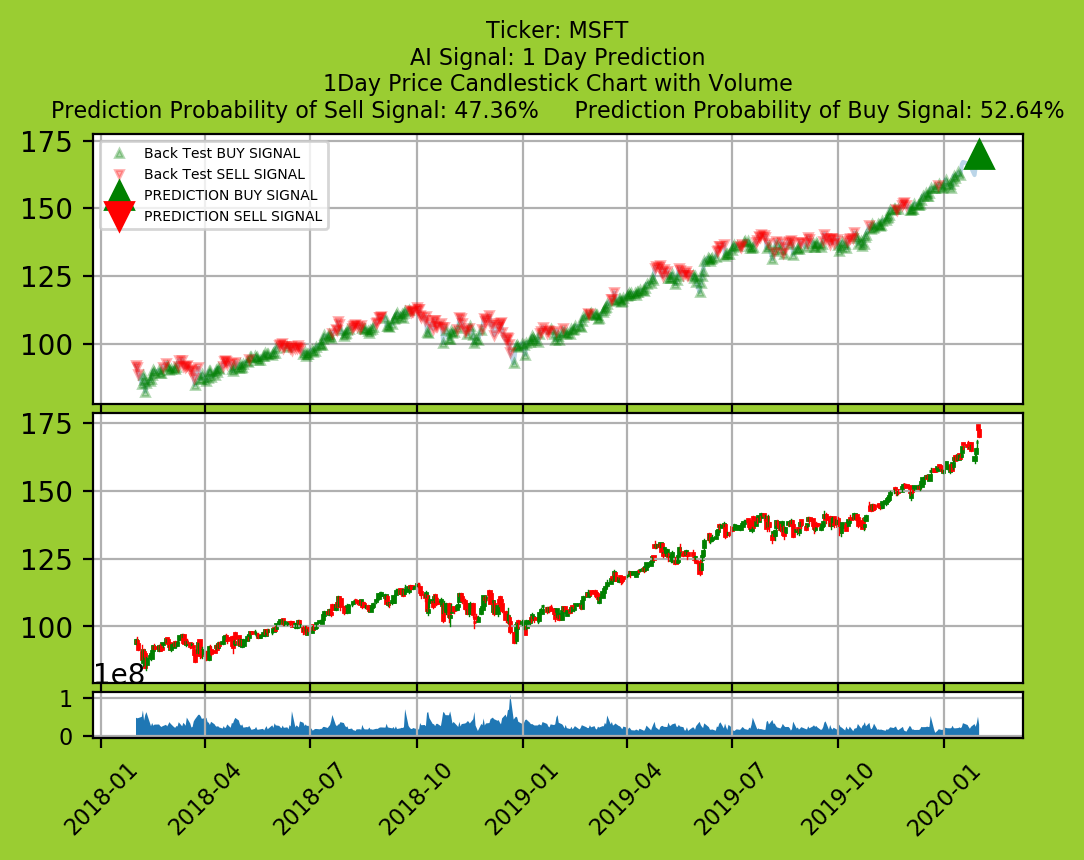 Ticker: MSFT
AI Signal: 1 Day Prediction
1Day Price Candlestick Chart with Volume
Prediction Probability of Sell Signal: 47.36% Prediction Probability of Buy Signal: 52.64%
175
150
125
100
Back Test BUY SIGNAL
Back Test SELL SIGNAL
PREDICTION BUY SIGNAL
PREDICTION SELL SIGNAL
175
150
125
100
1e8
1
0
2018-01
2018-04
2018-07
2018-10
2019-01
2019-04
2019-07
2019-10
2020-01